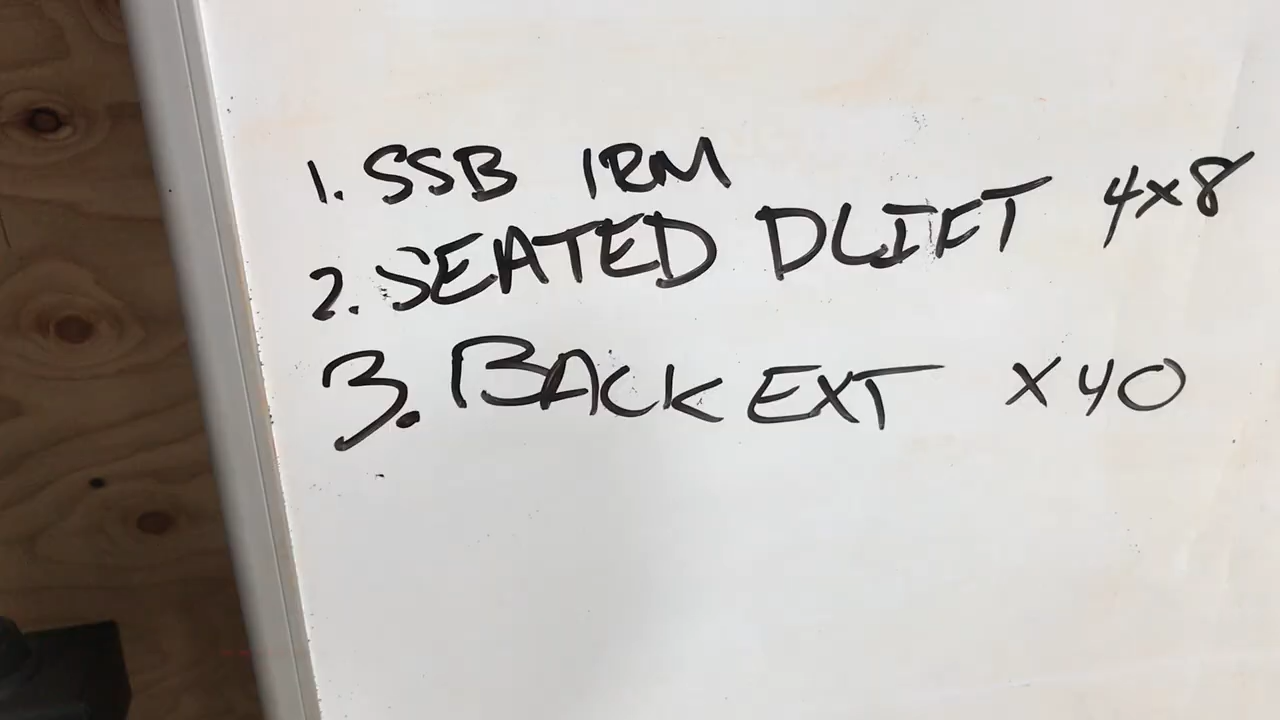 1. SSB 1RM
2. SEATED DLIFT 4x8
3. BACK EXT x40